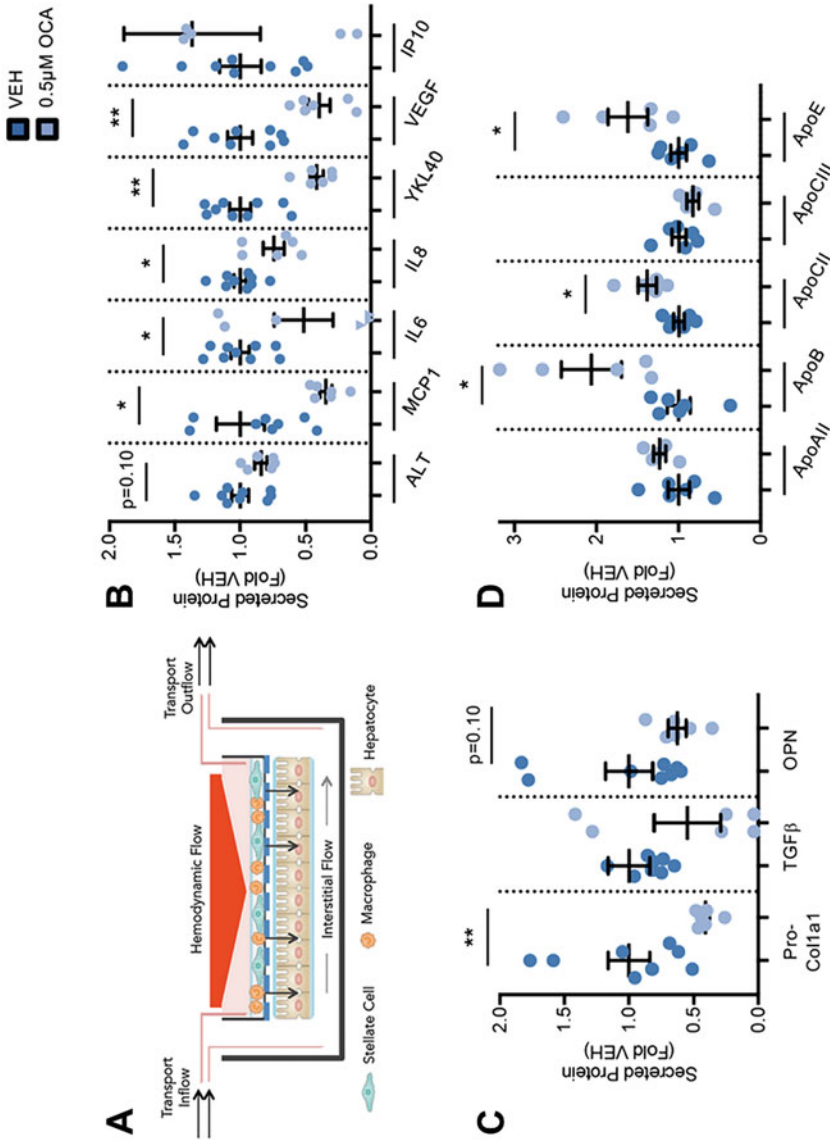 VEH
0.5µM OCA
A
Transport
Inflow
Hemodynamic Flow
Transport
Outflow
Interstitial Flow
Stellate Cell
Macrophage
Hepatocyte
B
Secreted Protein
(Fold VEH)
2.0
1.5
1.0
0.5
0.0
p=0.10
*
*
*
**
**
ALT
MCP1
IL6
IL8
YKL40
VEGF
IP10
C
Secreted Protein
(Fold VEH)
2.0
1.5
1.0
0.5
0.0
**
p=0.10
Pro-
Col1a1
TGFβ
OPN
D
Secreted Protein
(Fold VEH)
3
2
1
0
*
*
*
ApoAII
ApoB
ApoCII
ApoCIII
ApoE